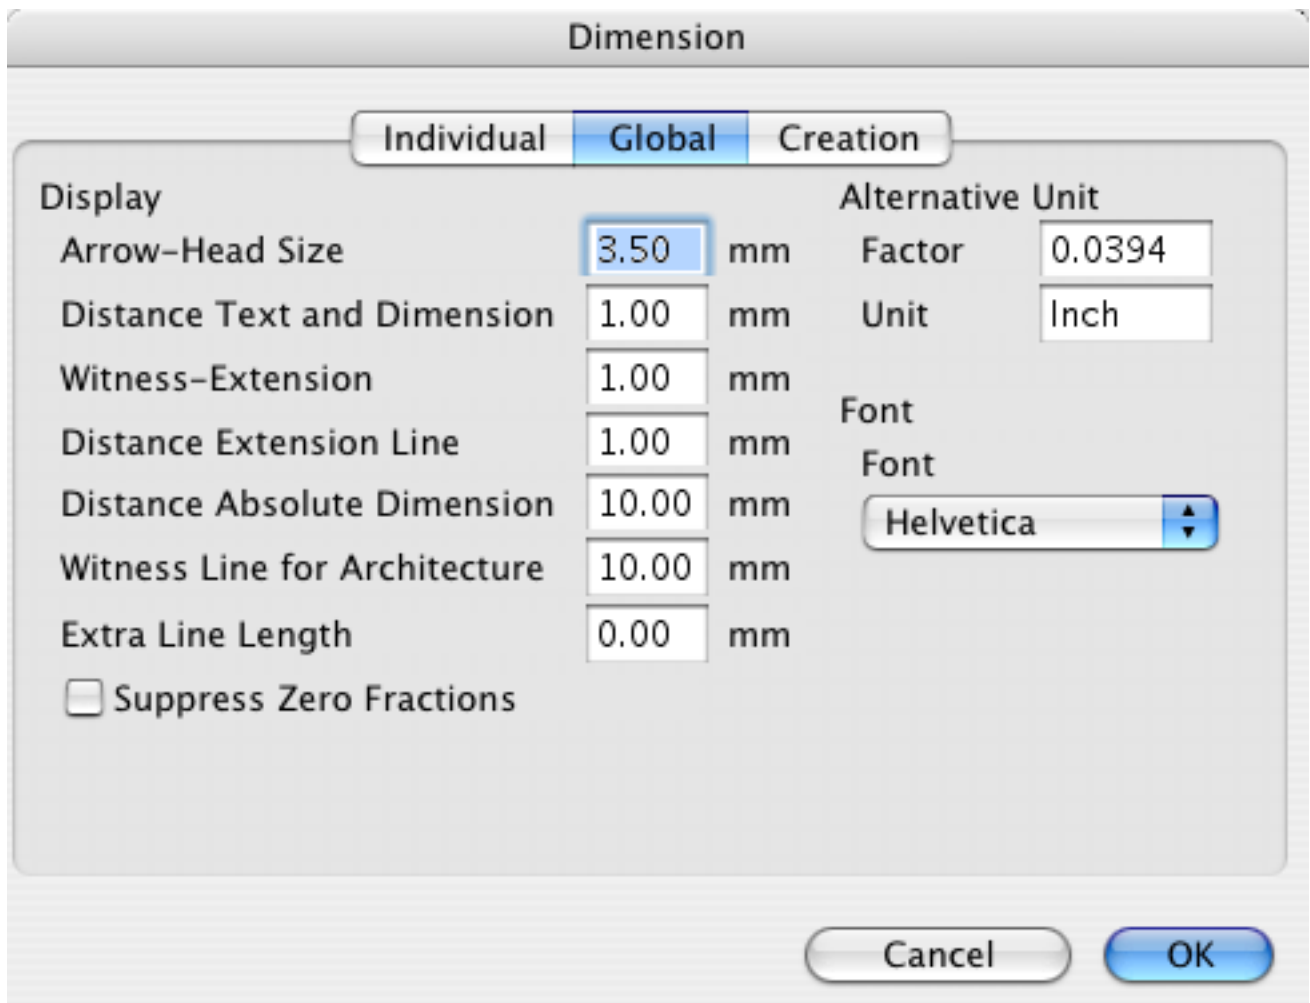 Dimension
Individual Global Creation
Display
Arrow-Head Size 3.50 mm
Distance Text and Dimension 1.00 mm
Witness-Extension 1.00 mm
Distance Extension Line 1.00 mm
Distance Absolute Dimension 10.00 mm
Witness Line for Architecture 10.00 mm
Extra Line Length 0.00 mm
Suppress Zero Fractions
Alternative Unit
Factor 0.0394
Unit Inch
Font
Font
Helvetica
Cancel OK